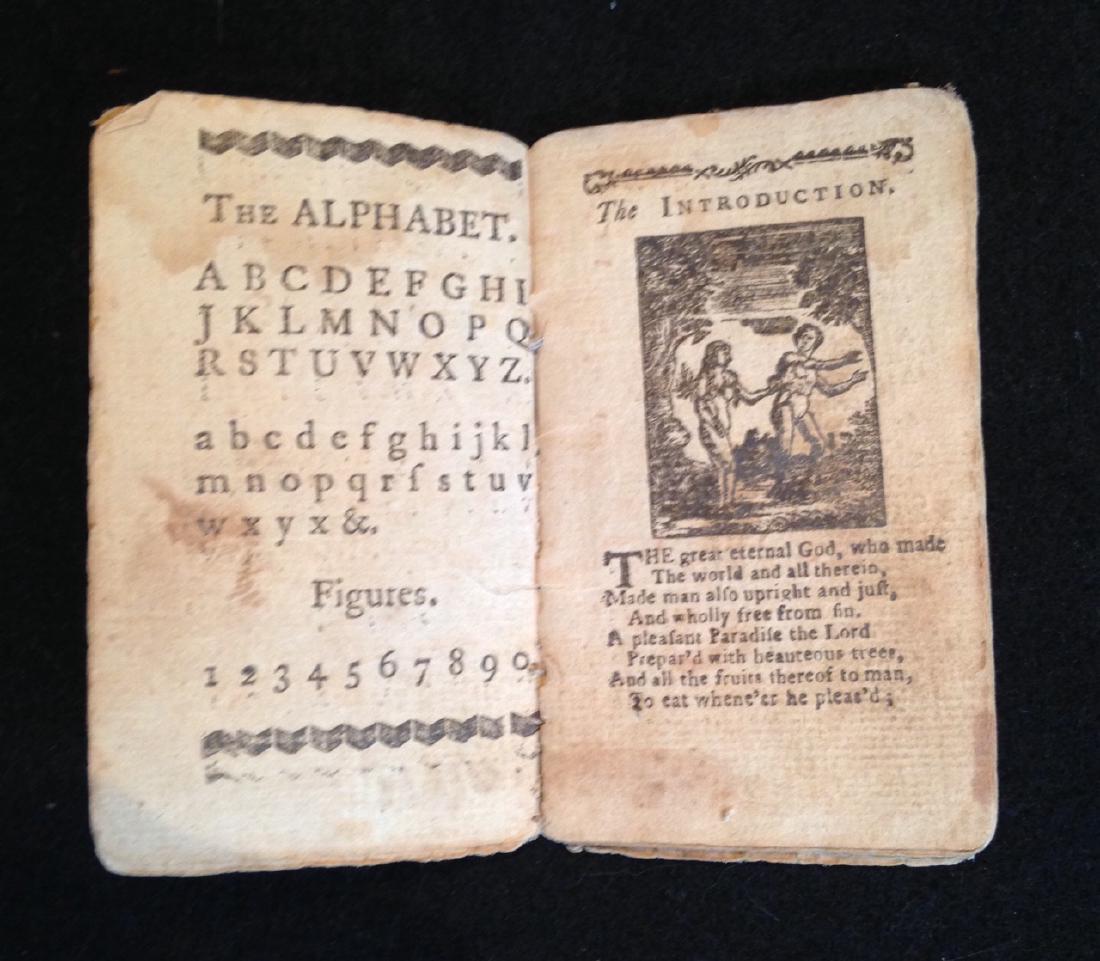 THE ALPHABET.
A B C D E F G H I
J K L M N O P Q
R S T U V W X Y Z.
a b c d e f g h i j k l
m n o p q r ſ s t u v
w x y x &.
Figures.
1 2 3 4 5 6 7 8 9 0
The INTRODUCTION.
THE great eternal God, who made
The world and all therein,
Made man alſo upright and juſt,
And wholly free from ſin.
A pleaſant Paradiſe the Lord
Prepar'd with beauteous trees,
And all the fruits thereof to man,
To eat whene'er he pleas'd;